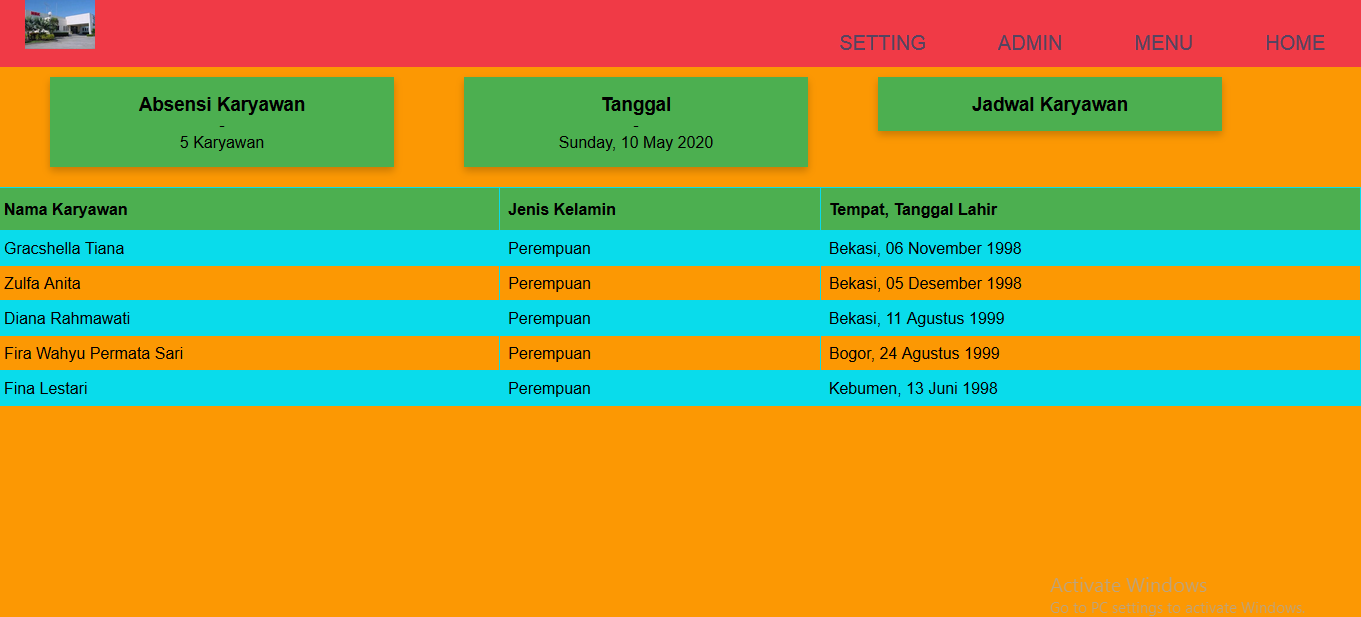 SETTING ADMIN MENU HOME
Absensi Karyawan
-
5 Karyawan
Tanggal
-
Sunday, 10 May 2020
Jadwal Karyawan
Nama Karyawan Jenis Kelamin Tempat, Tanggal Lahir
Gracshella Tiana Perempuan Bekasi, 06 November 1998
Zulfa Anita Perempuan Bekasi, 05 Desember 1998
Diana Rahmawati Perempuan Bekasi, 11 Agustus 1999
Fira Wahyu Permata Sari Perempuan Bogor, 24 Agustus 1999
Fina Lestari Perempuan Kebumen, 13 Juni 1998
Activate Windows
Go to PC settings to activate Windows.